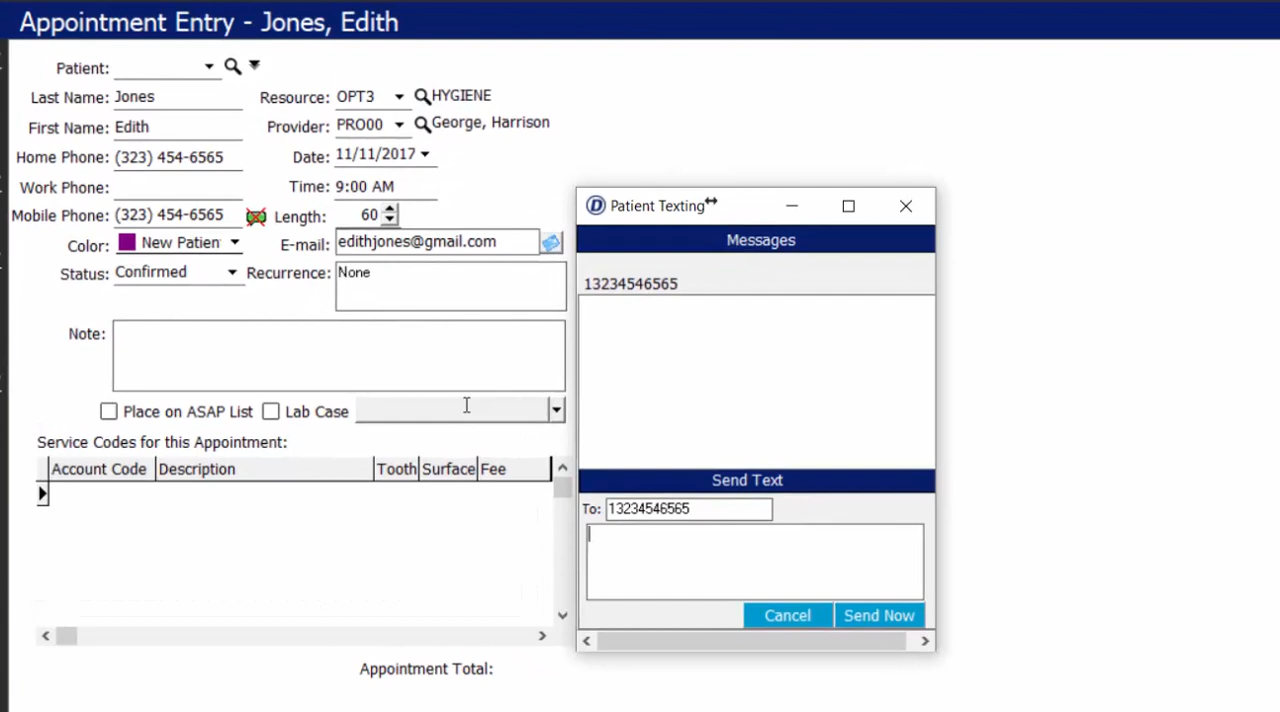 Appointment Entry - Jones, Edith
Patient:
Last Name: Jones Resource: OPT3 HYGIENE
First Name: Edith Provider: PRO00 George, Harrison
Home Phone: (323) 454-6565 Date: 11/11/2017
Work Phone: Time: 9:00 AM
Mobile Phone: (323) 454-6565 Length: 60
Color: New Patien E-mail: edithjones@gmail.com
Status: Confirmed Recurrence: None
Note:
Place on ASAP List Lab Case
Service Codes for this Appointment:
Account Code Description Tooth Surface Fee
Appointment Total:
Patient Texting
Messages
13234546565
Send Text
To: 13234546565
Cancel Send Now